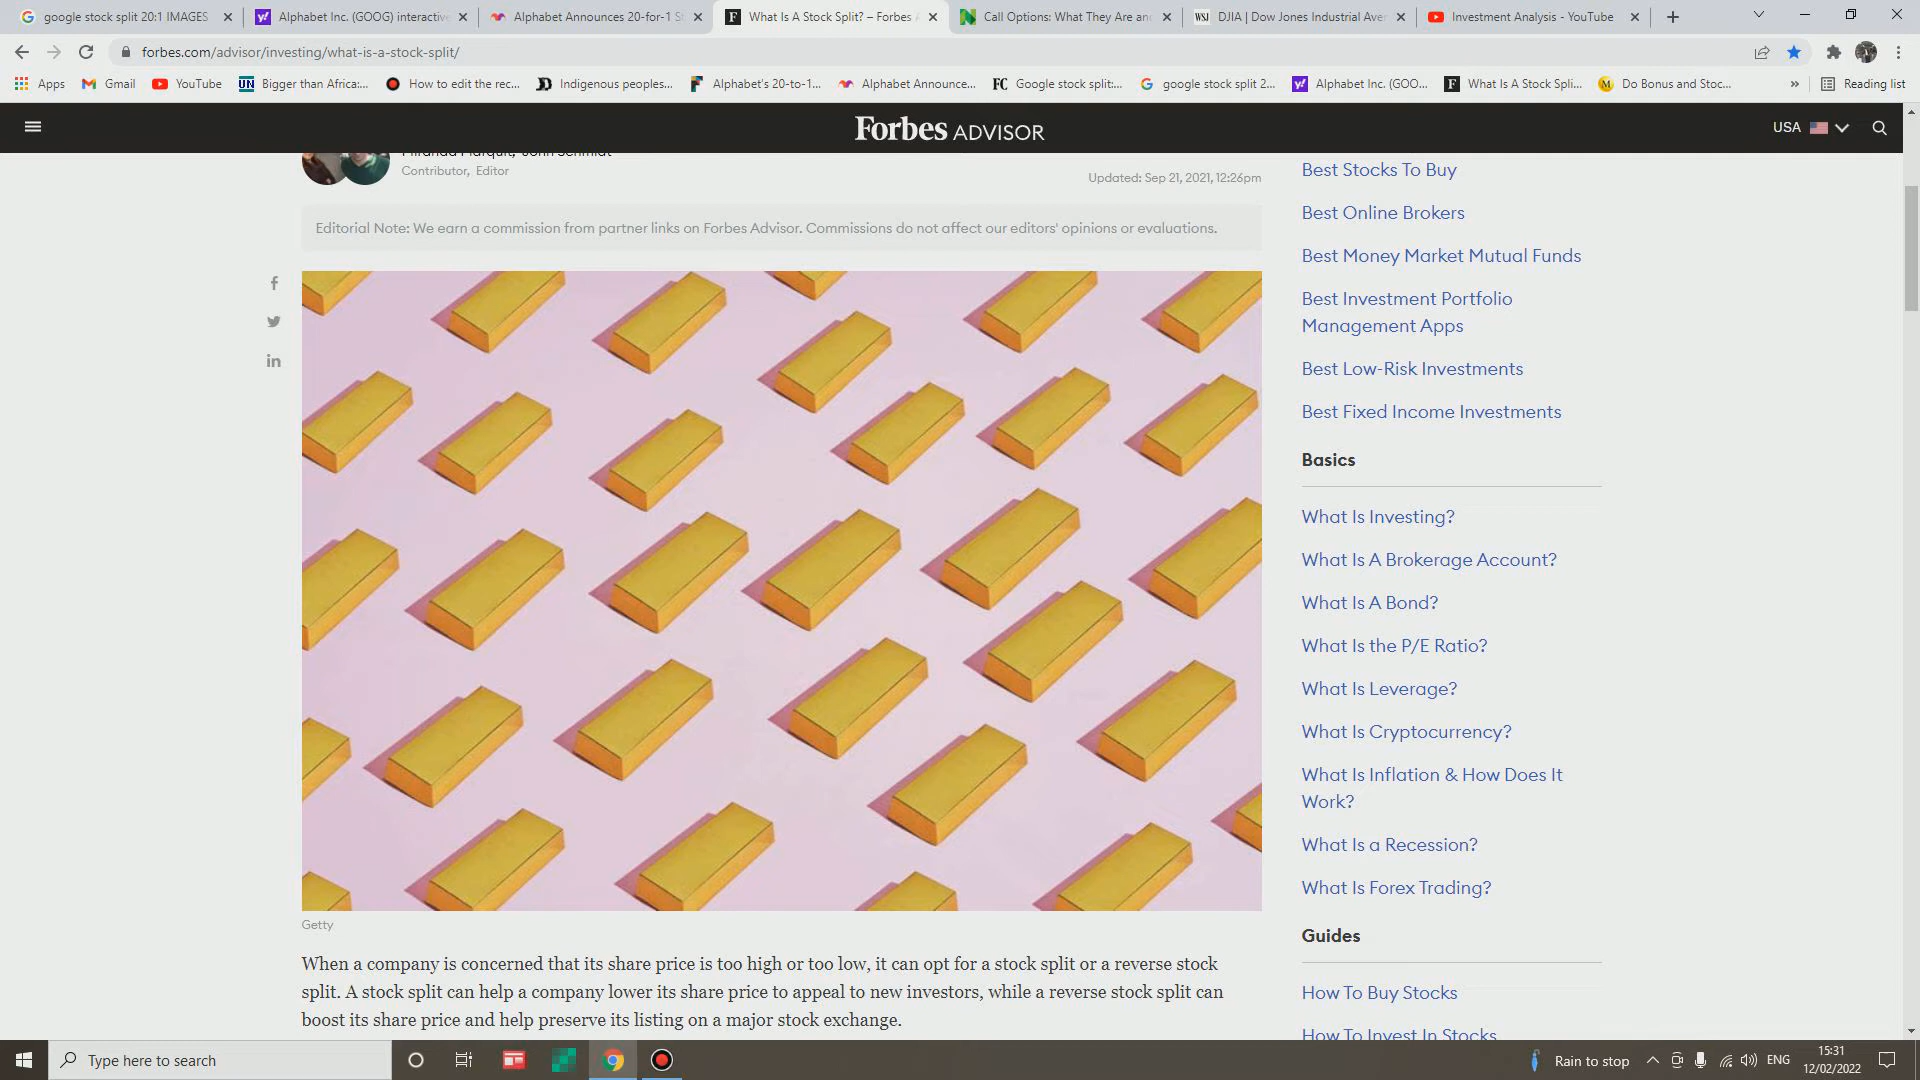 google stock split 20:1 IMAGES
Alphabet Inc. (GOOG) interactive
Alphabet Announces 20-for-1 S
What Is A Stock Split? – Forbes A
Call Options: What They Are an
DJIA | Dow Jones Industrial Aver
Investment Analysis - YouTube
forbes.com/advisor/investing/what-is-a-stock-split/
Apps
Gmail
YouTube
Bigger than Africa:...
How to edit the rec...
Indigenous peoples...
Alphabet's 20-to-1...
Alphabet Announce...
Google stock split:...
google stock split 2...
Alphabet Inc. (GOO...
What Is A Stock Spli...
Do Bonus and Stoc...
Reading list
Forbes ADVISOR
USA
Contributor, Editor
Updated: Sep 21, 2021, 12:26pm
Editorial Note: We earn a commission from partner links on Forbes Advisor. Commissions do not affect our editors' opinions or evaluations.
Getty
When a company is concerned that its share price is too high or too low, it can opt for a stock split or a reverse stock
split. A stock split can help a company lower its share price to appeal to new investors, while a reverse stock split can
boost its share price and help preserve its listing on a major stock exchange.
Best Stocks To Buy
Best Online Brokers
Best Money Market Mutual Funds
Best Investment Portfolio
Management Apps
Best Low-Risk Investments
Best Fixed Income Investments
Basics
What Is Investing?
What Is A Brokerage Account?
What Is A Bond?
What Is the P/E Ratio?
What Is Leverage?
What Is Cryptocurrency?
What Is Inflation & How Does It
Work?
What Is a Recession?
What Is Forex Trading?
Guides
How To Buy Stocks
How To Invest In Stocks
Type here to search
Rain to stop
ENG
15:31
12/02/2022